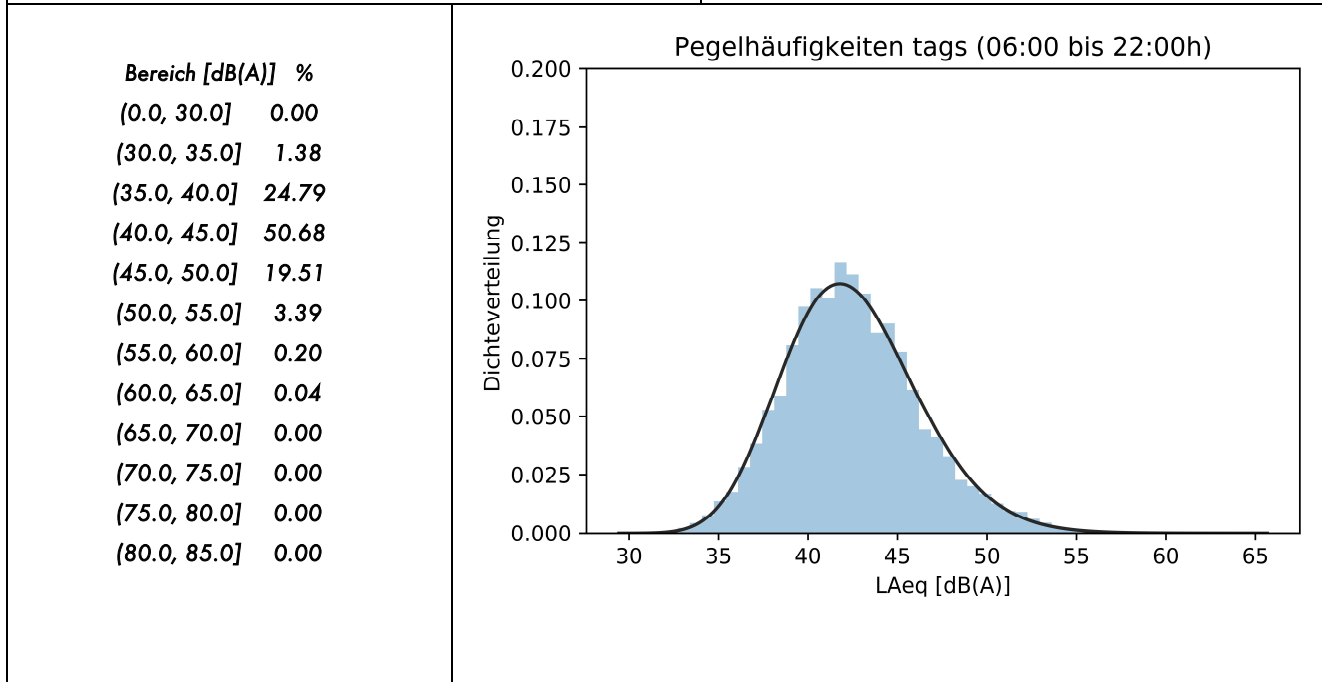 Bereich [dB(A)] %
(0.0, 30.0] 0.00
(30.0, 35.0] 1.38
(35.0, 40.0] 24.79
(40.0, 45.0] 50.68
(45.0, 50.0] 19.51
(50.0, 55.0] 3.39
(55.0, 60.0] 0.20
(60.0, 65.0] 0.04
(65.0, 70.0] 0.00
(70.0, 75.0] 0.00
(75.0, 80.0] 0.00
(80.0, 85.0] 0.00
Pegelhäufigkeiten tags (06:00 bis 22:00h)
Dichteverteilung
0.200
0.175
0.150
0.125
0.100
0.075
0.050
0.025
0.000
30 35 40 45 50 55 60 65
LAeq [dB(A)]